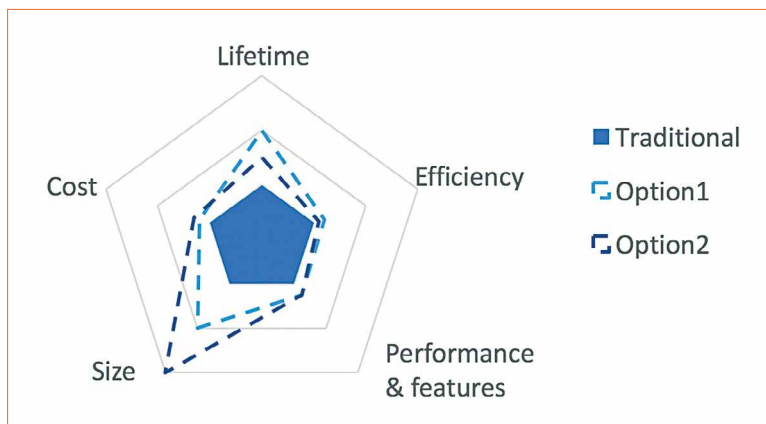 Lifetime
Cost
Efficiency
Size
Performance
& features
Traditional
Option1
Option2